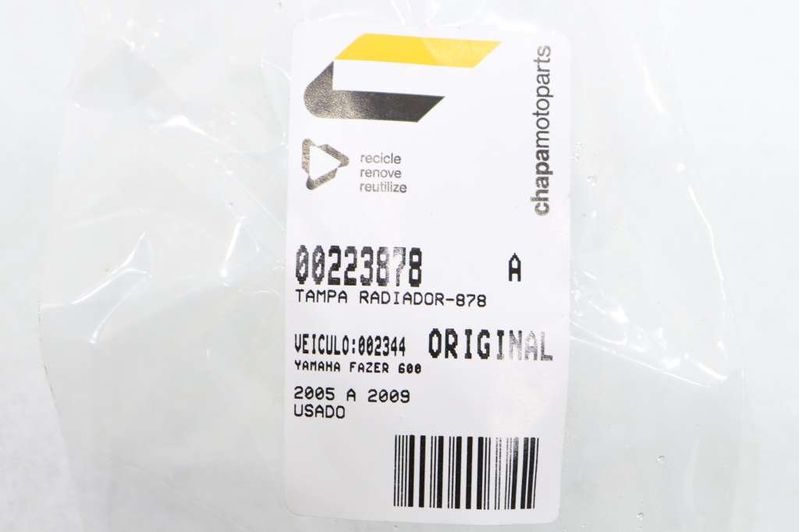 chapamotoparts
recicle
renove
reutilize
00223878 A
TAMPA RADIADOR-878
VEICULO:002344 ORIGINAL
YAMAHA FAZER 600
2005 A 2009
USADO